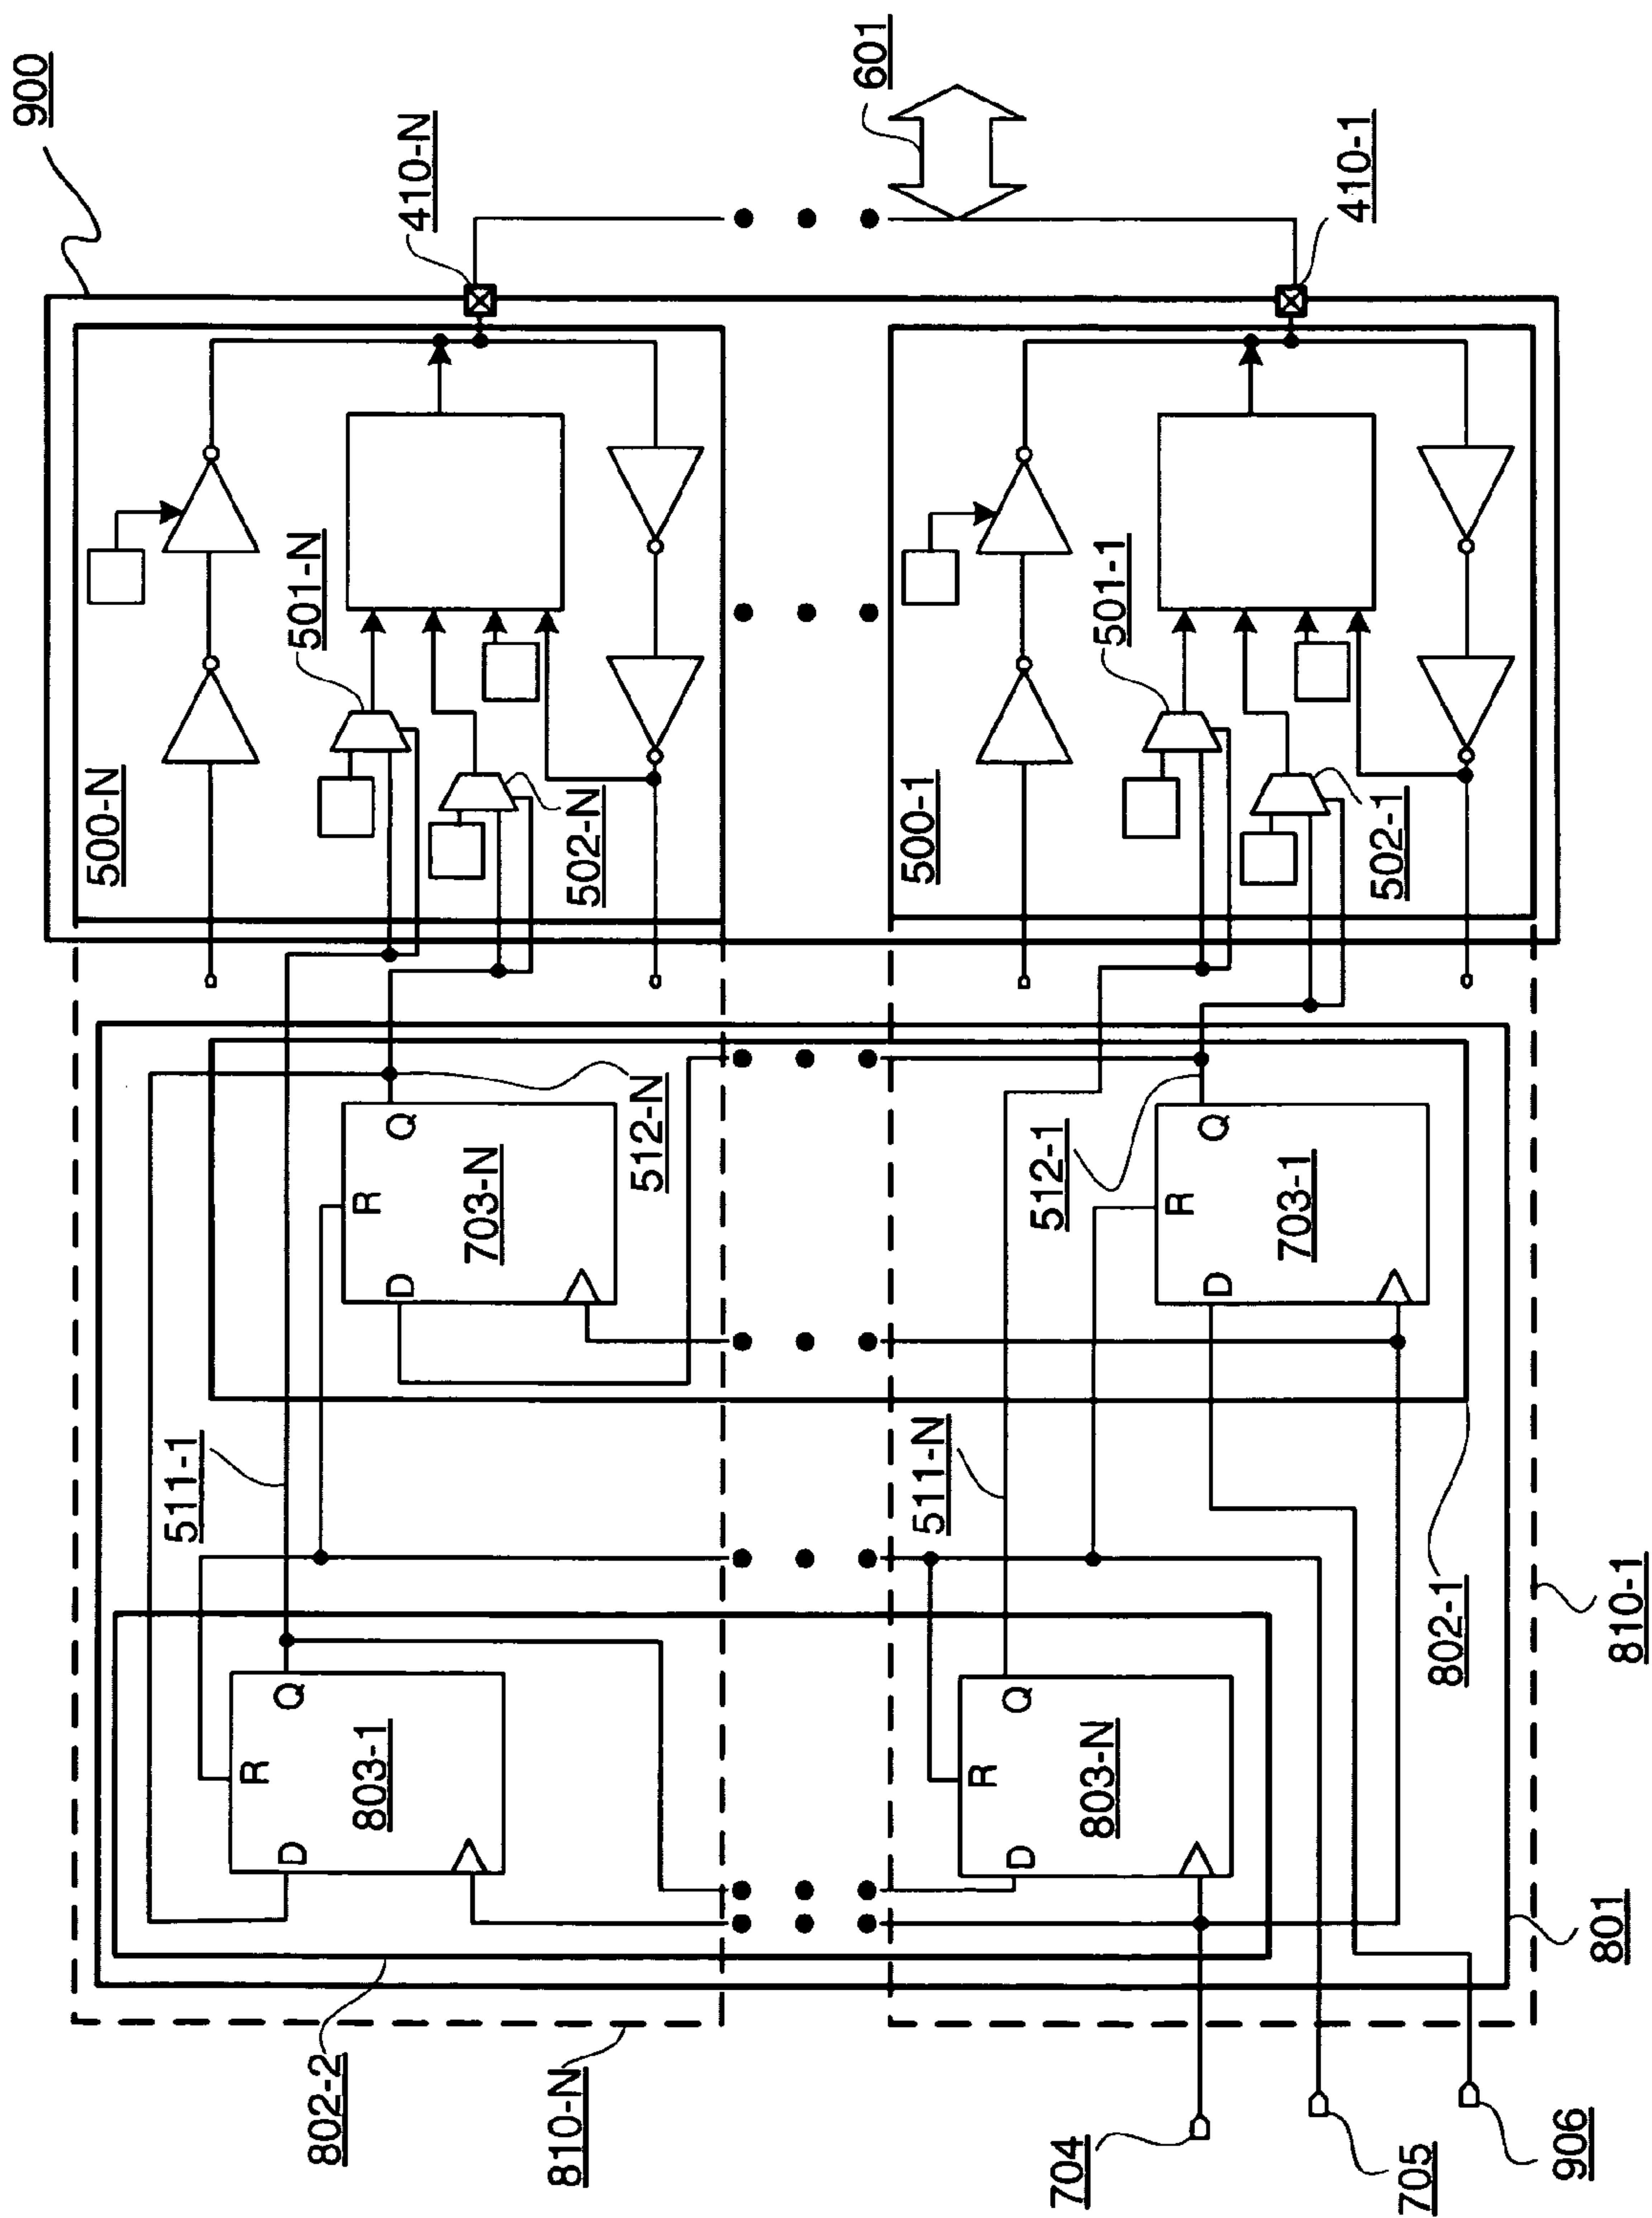 900
410-N
601
410-1
500-N
501-N
502-N
500-1
501-1
502-1
Q
R
703-N
D
512-N
512-1
Q
R
703-1
D
511-1
511-N
Q
R
803-1
D
Q
R
803-N
D
802-1
810-1
801
802-2
810-N
704
705
906